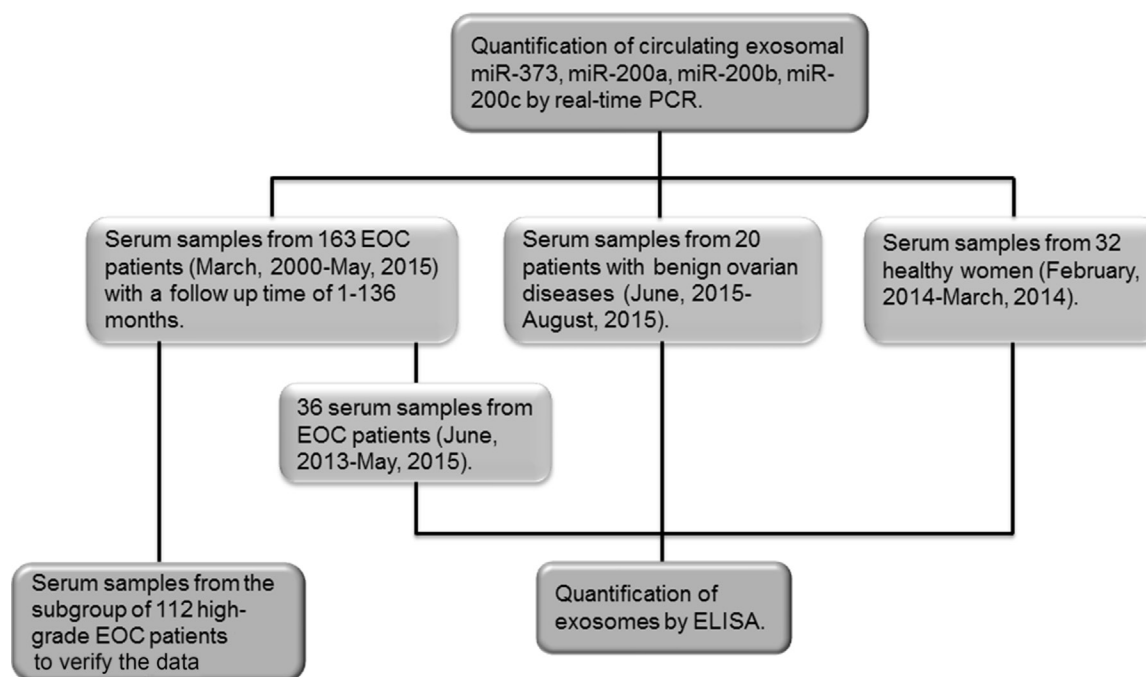 Quantification of circulating exosomal
miR-373, miR-200a, miR-200b, miR-
200c by real-time PCR.
Serum samples from 163 EOC
patients (March, 2000-May, 2015)
with a follow up time of 1-136
months.
Serum samples from 20
patients with benign ovarian
diseases (June, 2015-
August, 2015).
Serum samples from 32
healthy women (February,
2014-March, 2014).
36 serum samples from
EOC patients (June,
2013-May, 2015).
Serum samples from the
subgroup of 112 high-
grade EOC patients
to verify the data
Quantification of
exosomes by ELISA.